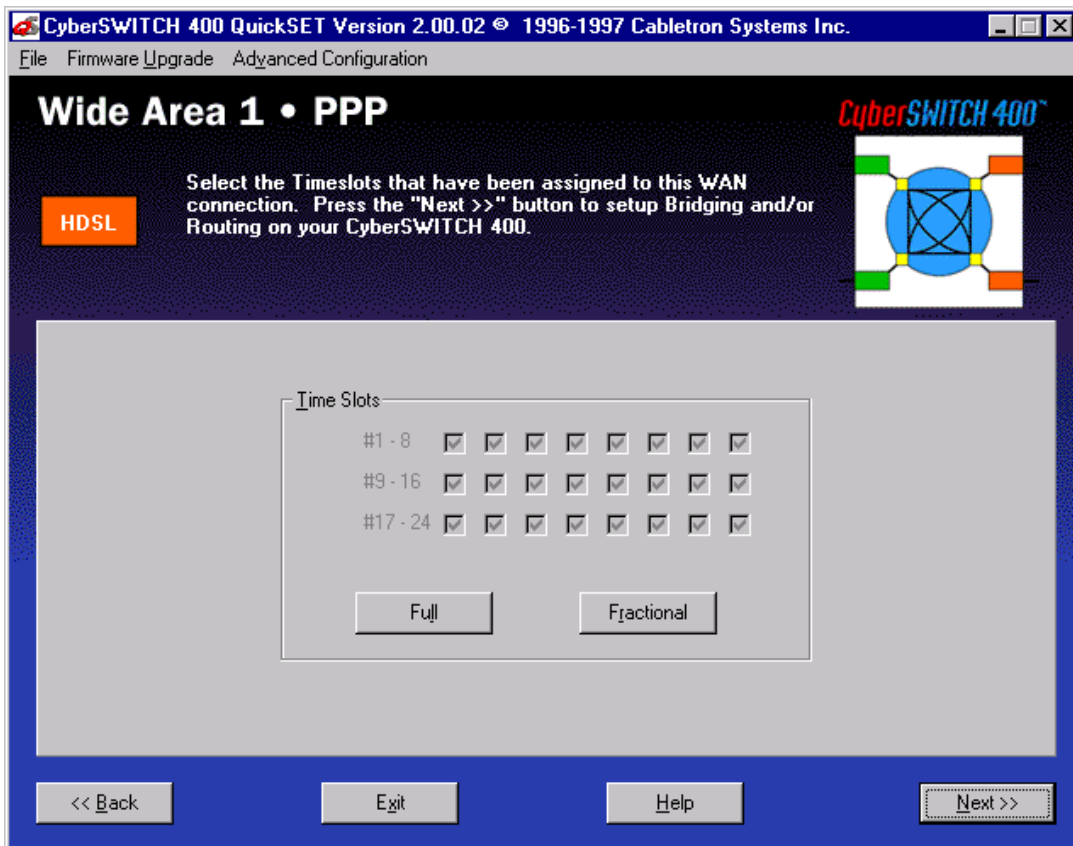 CyberSWITCH 400 QuickSET Version 2.00.02 © 1996-1997 Cabletron Systems Inc.
File Firmware Upgrade Advanced Configuration
Wide Area 1 • PPP
CyberSWITCH 400™
HDSL
Select the Timeslots that have been assigned to this WAN
connection. Press the "Next >>" button to setup Bridging and/or
Routing on your CyberSWITCH 400.
Time Slots
#1 - 8
#9 - 16
#17 - 24
Full Fractional
<< Back Exit Help Next >>